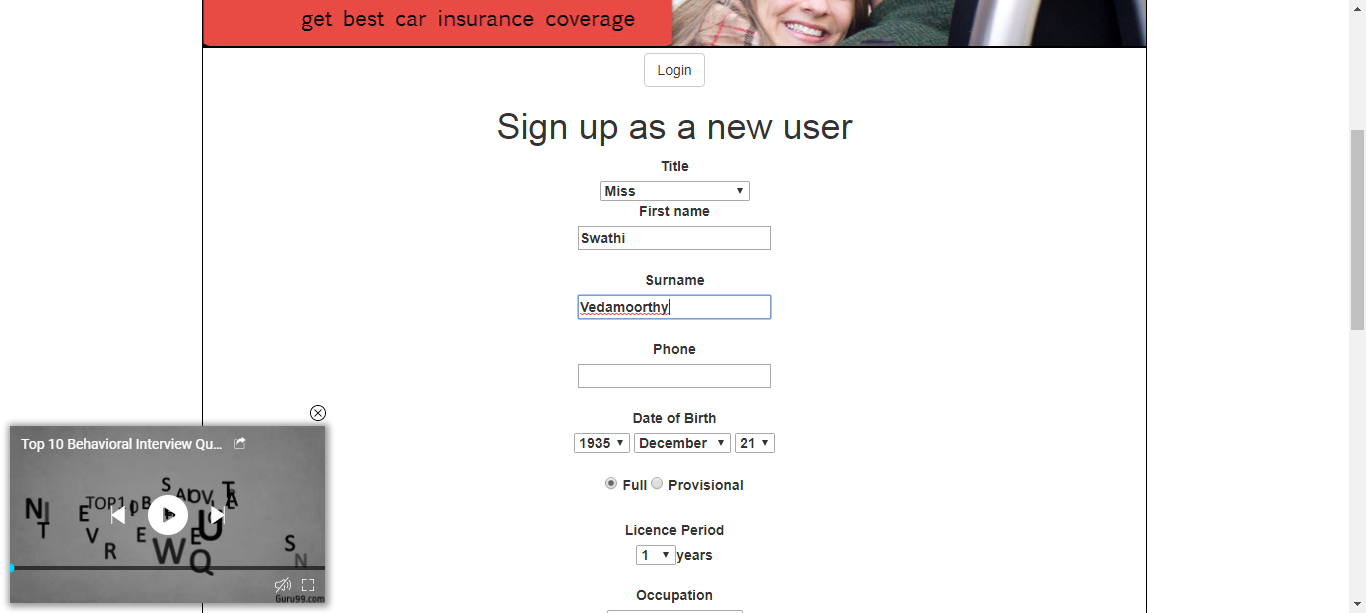 get best car insurance coverage
Login
Sign up as a new user
Title
Miss
First name
Swathi
Surname
Vedamoorthy
Phone
Date of Birth
1935 December 21
Full Provisional
Licence Period
1 years
Occupation
Top 10 Behavioral Interview Qu...
Guru99.com